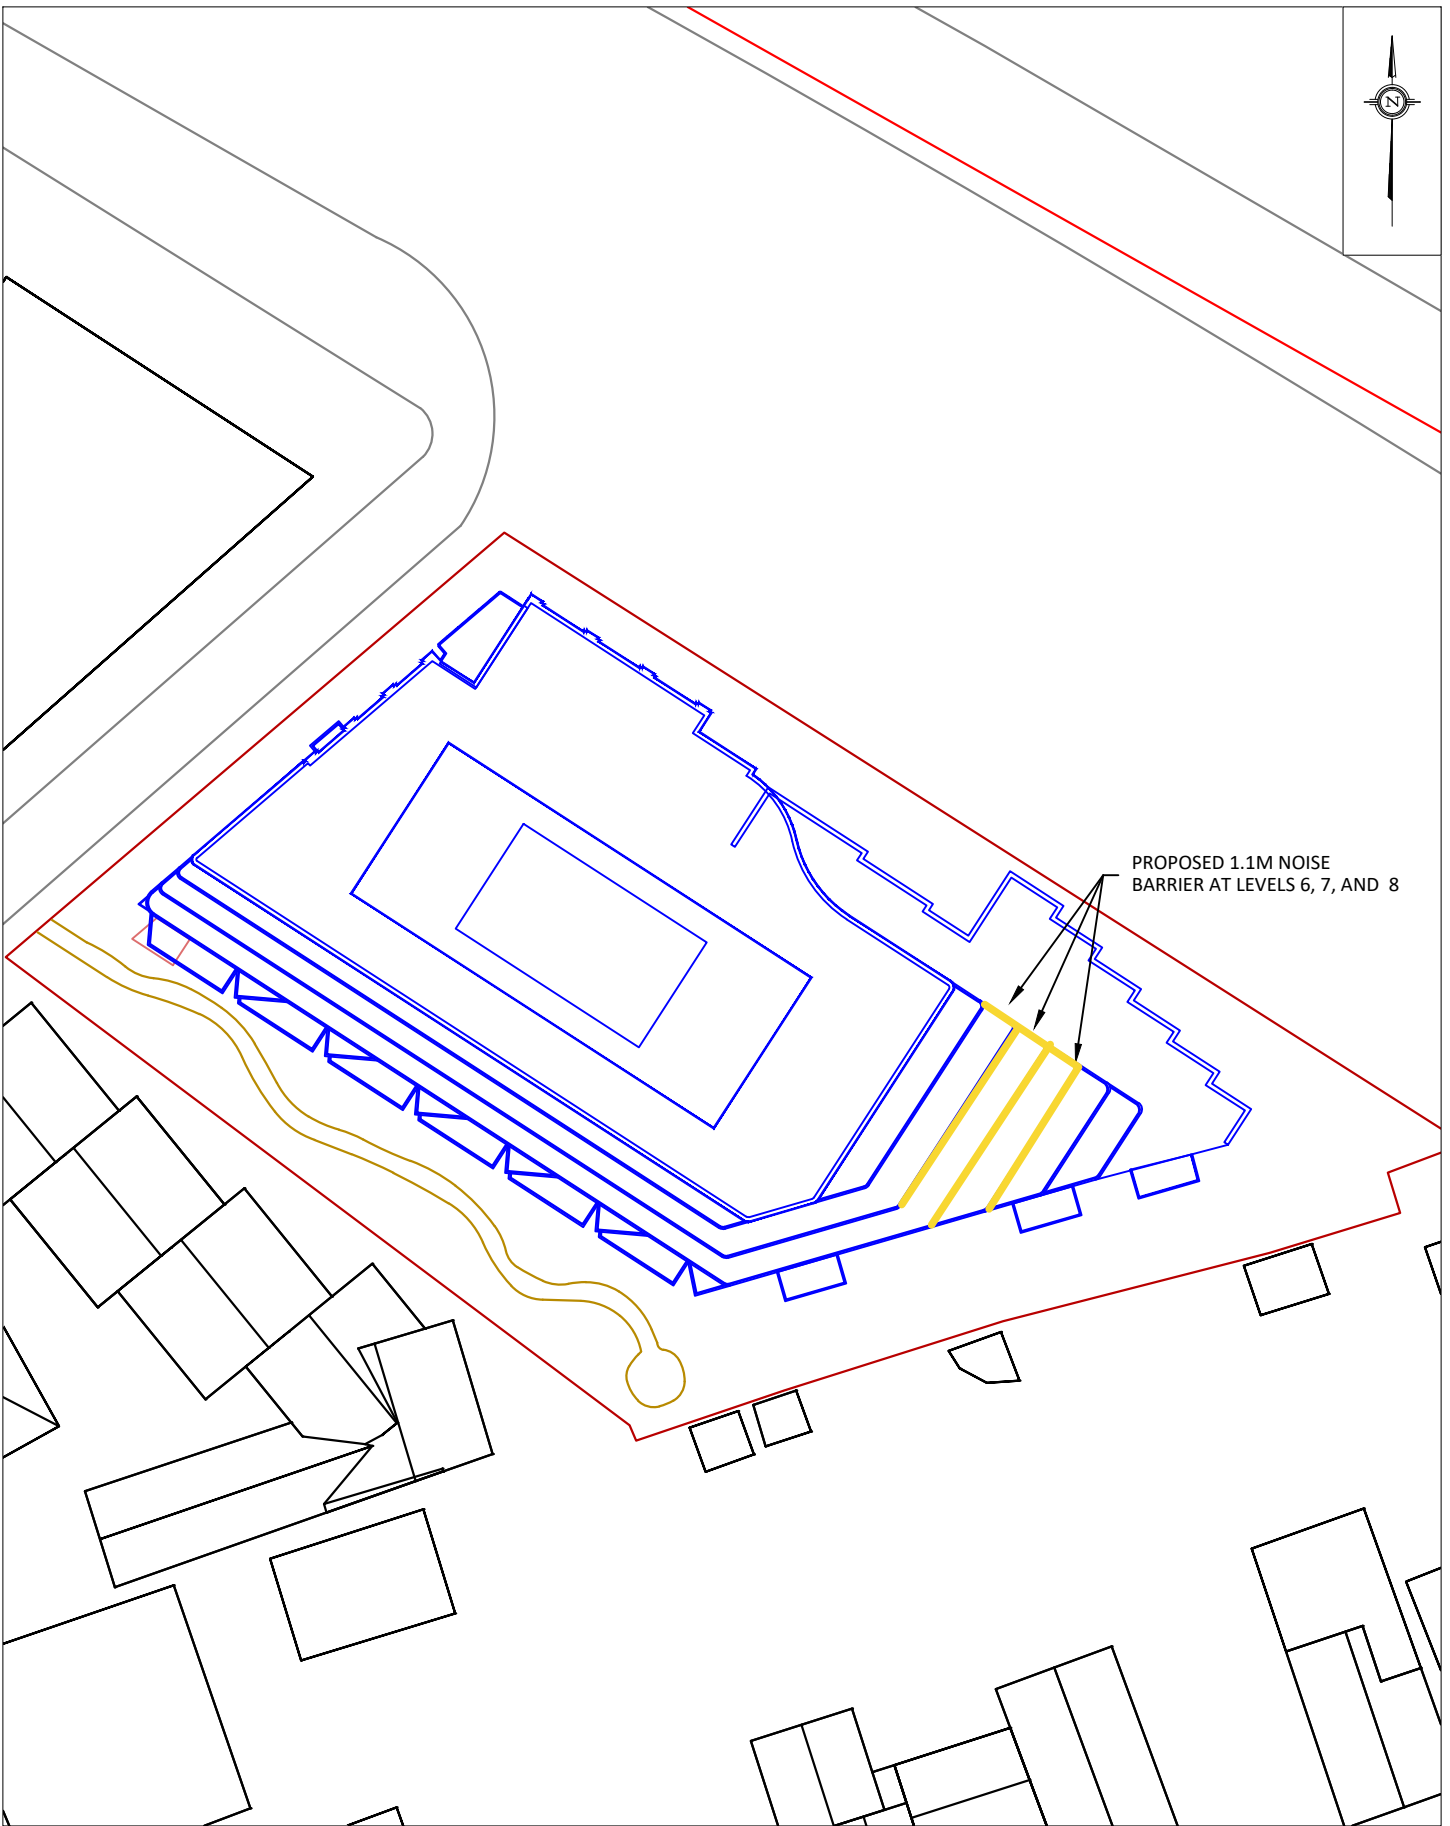 N
PROPOSED 1.1M NOISE
BARRIER AT LEVELS 6, 7, AND 8